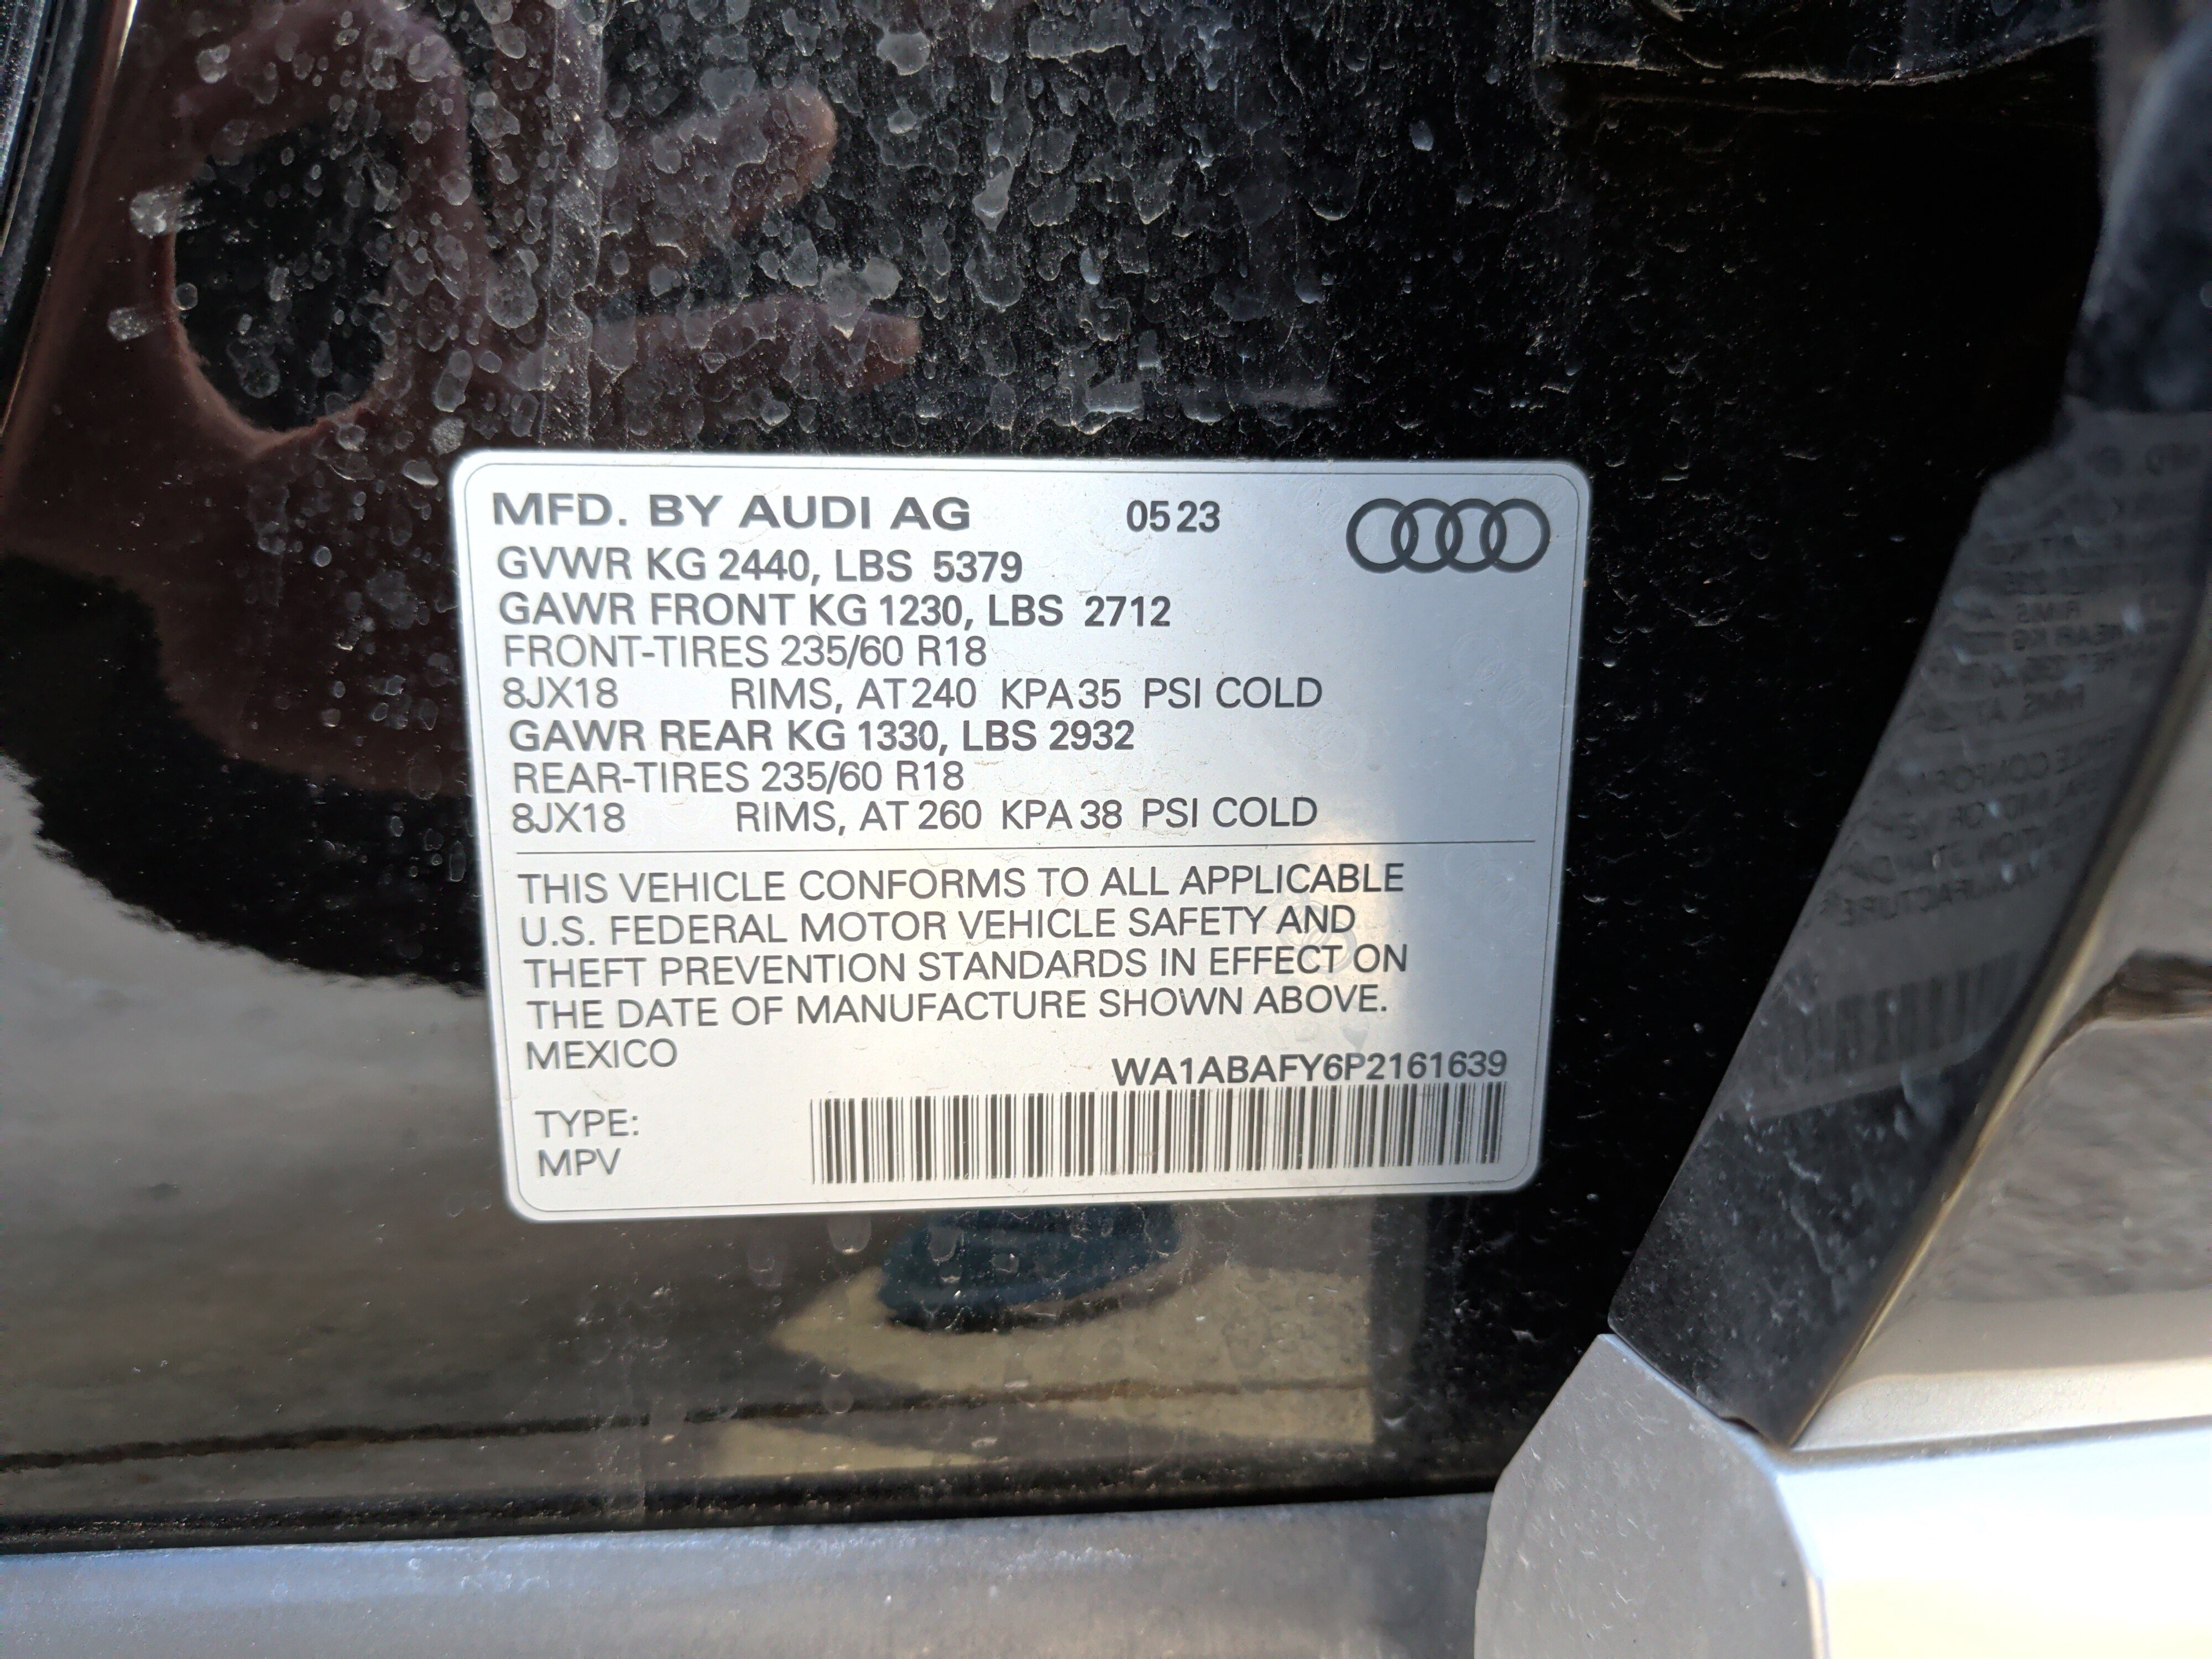 MFD. BY AUDI AG 05 23
GVWR KG 2440, LBS 5379
GAWR FRONT KG 1230, LBS 2712
FRONT-TIRES 235/60 R18
8JX18 RIMS, AT 240 KPA 35 PSI COLD
GAWR REAR KG 1330, LBS 2932
REAR-TIRES 235/60 R18
8JX18 RIMS, AT 260 KPA 38 PSI COLD
THIS VEHICLE CONFORMS TO ALL APPLICABLE
U.S. FEDERAL MOTOR VEHICLE SAFETY AND
THEFT PREVENTION STANDARDS IN EFFECT ON
THE DATE OF MANUFACTURE SHOWN ABOVE.
MEXICO
WA1ABAFY6P2161639
TYPE:
MPV